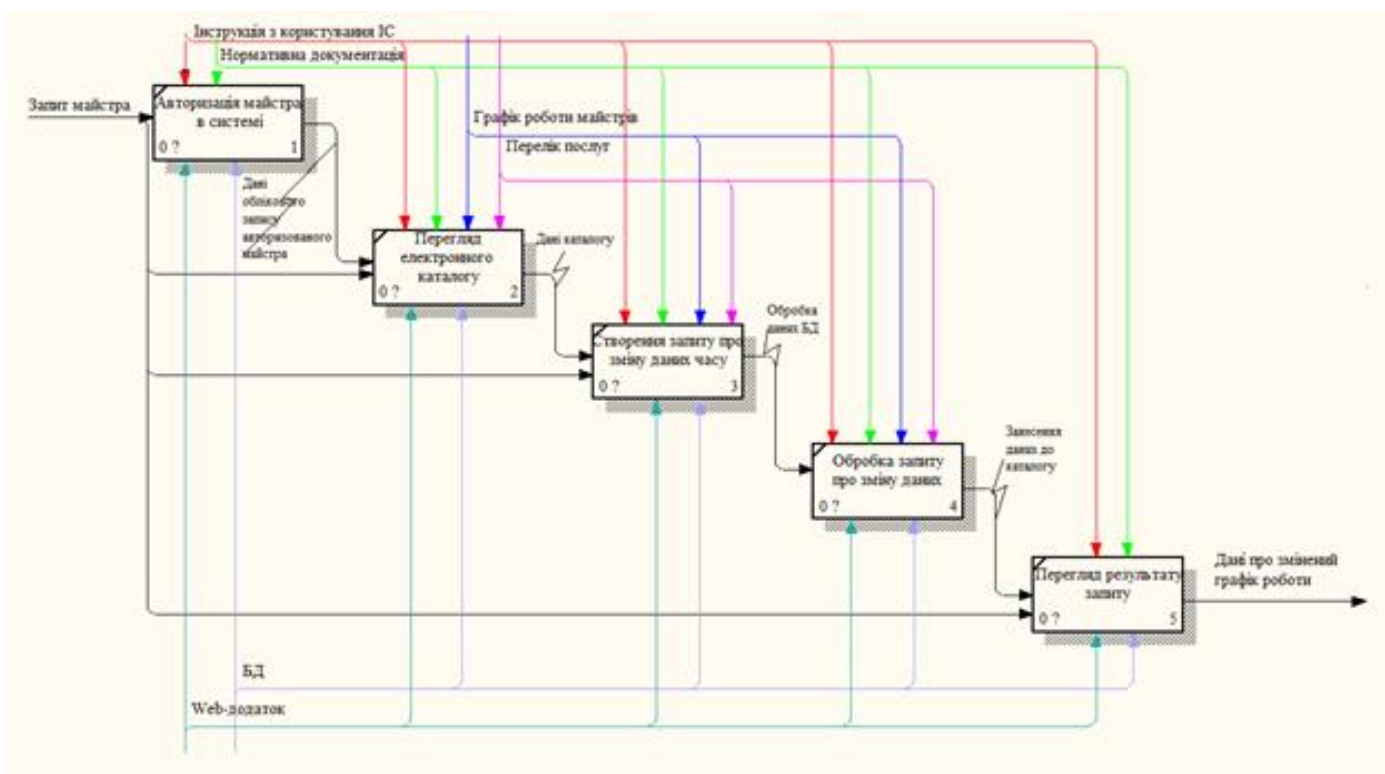 Інструкція з користування ІС
Нормативна документація
Запит майстра
Авторизація майстра
в системі
0 ?
1
Графік роботи майстрів
Перелік послуг
Дані
облікового
запису
авторизованого
майстра
Перегляд
електронного
каталогу
0 ?
2
Дані каталогу
Створення запиту про
зміну даних часу
0 ?
3
Обробка
даних БД
Обробка запиту
про зміну даних
0 ?
4
Занесення
даних до
каталогу
Перегляд результату
запиту
0 ?
5
Дані про змінений
графік роботи
БД
Web-додаток